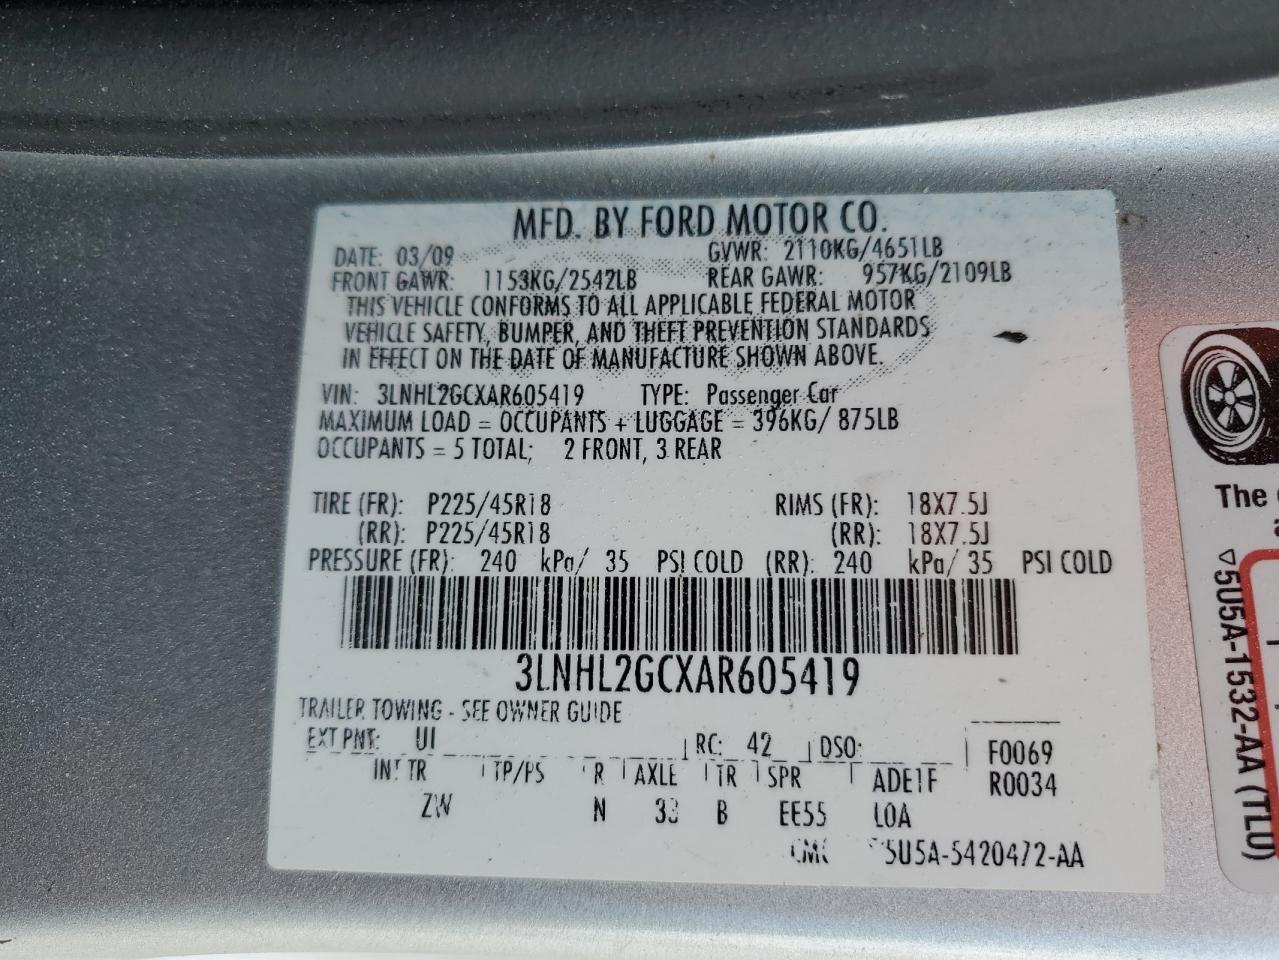 MFD. BY FORD MOTOR CO.
DATE: 03/09 GVWR: 2110KG/4651LB
FRONT GAWR: 1153KG/2542LB REAR GAWR: 957KG/2109LB
THIS VEHICLE CONFORMS TO ALL APPLICABLE FEDERAL MOTOR
VEHICLE SAFETY, BUMPER, AND THEFT PREVENTION STANDARDS
IN EFFECT ON THE DATE OF MANUFACTURE SHOWN ABOVE.
VIN: 3LNHL2GCXAR605419 TYPE: Passenger Car
MAXIMUM LOAD = OCCUPANTS + LUGGAGE = 396KG/ 875LB
OCCUPANTS = 5 TOTAL; 2 FRONT, 3 REAR
TIRE (FR): P225/45R18 RIMS (FR): 18X7.5J
(RR): P225/45R18 (RR): 18X7.5J
PRESSURE (FR): 240 kPa/ 35 PSI COLD (RR): 240 kPa/ 35 PSI COLD
3LNHL2GCXAR605419
TRAILER TOWING - SEE OWNER GUIDE
EXT PNT: UI RC: 42 DSO: F0069
INT TR TP/PS R AXLE TR SPR ADE1F R0034
ZW N 33 B EE55 LOA
5U5A-5420472-AA
The
5U5A-1532-AA (TLU)